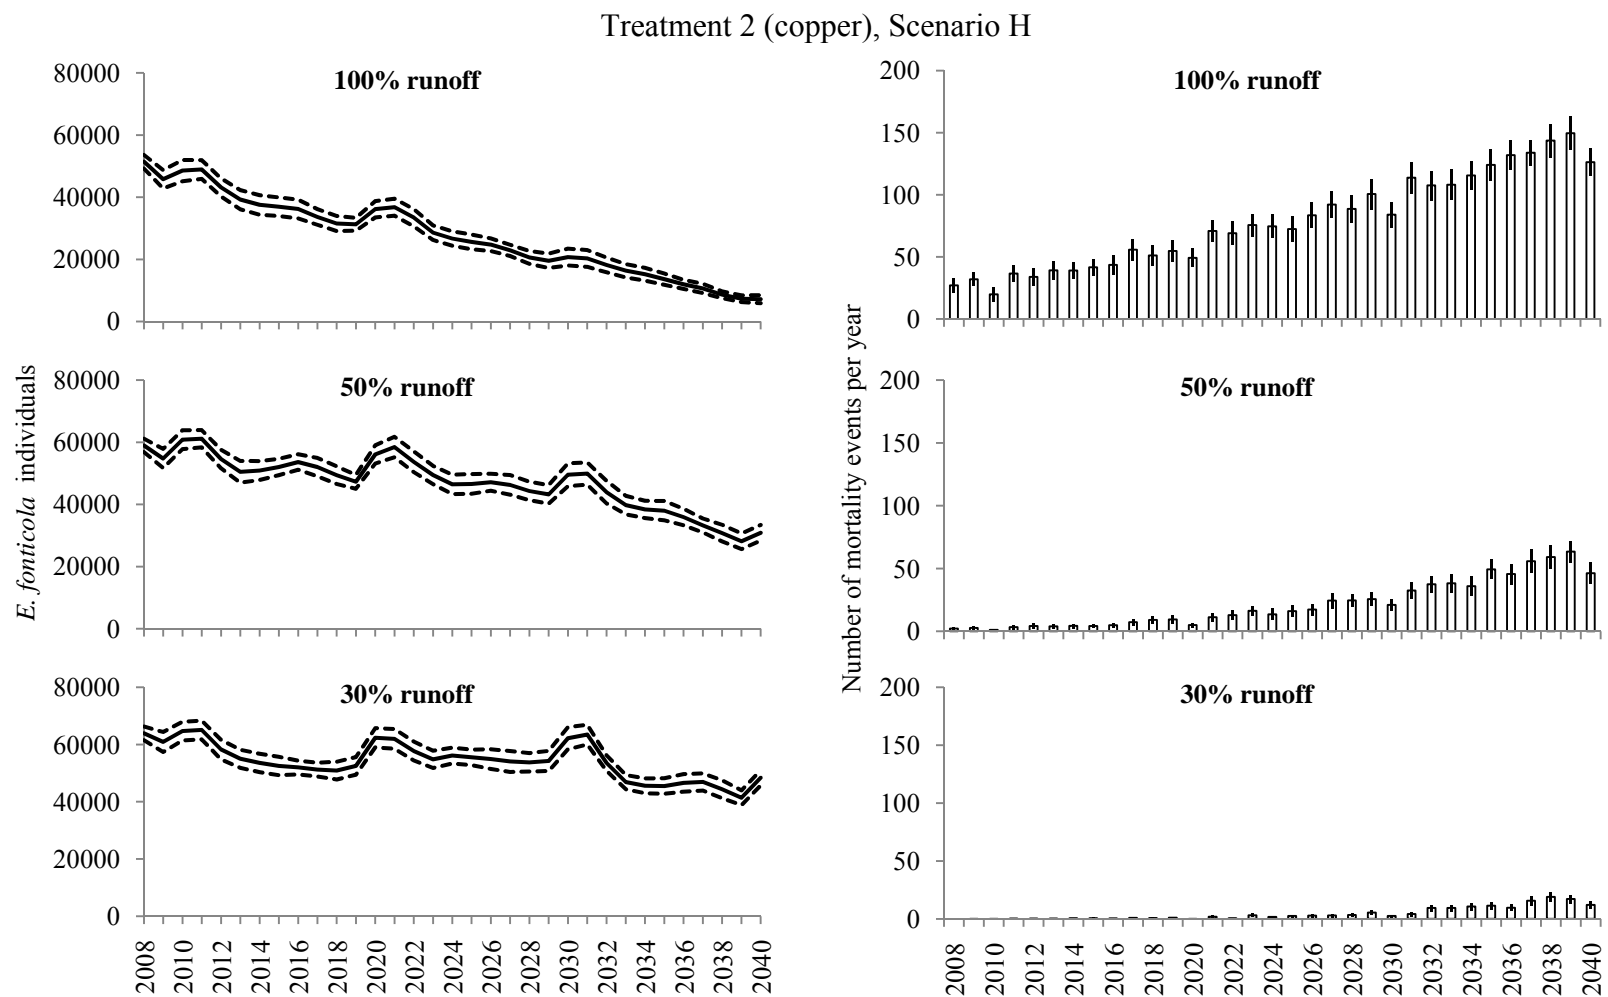 Treatment 2 (copper), Scenario H
E. fonticola individuals
100% runoff
80000
60000
40000
20000
0
50% runoff
80000
60000
40000
20000
0
30% runoff
80000
60000
40000
20000
0
2008 2010 2012 2014 2016 2018 2020 2022 2024 2026 2028 2030 2032 2034 2036 2038 2040
Number of mortality events per year
100% runoff
200
150
100
50
0
50% runoff
200
150
100
50
0
30% runoff
200
150
100
50
0
2008 2010 2012 2014 2016 2018 2020 2022 2024 2026 2028 2030 2032 2034 2036 2038 2040